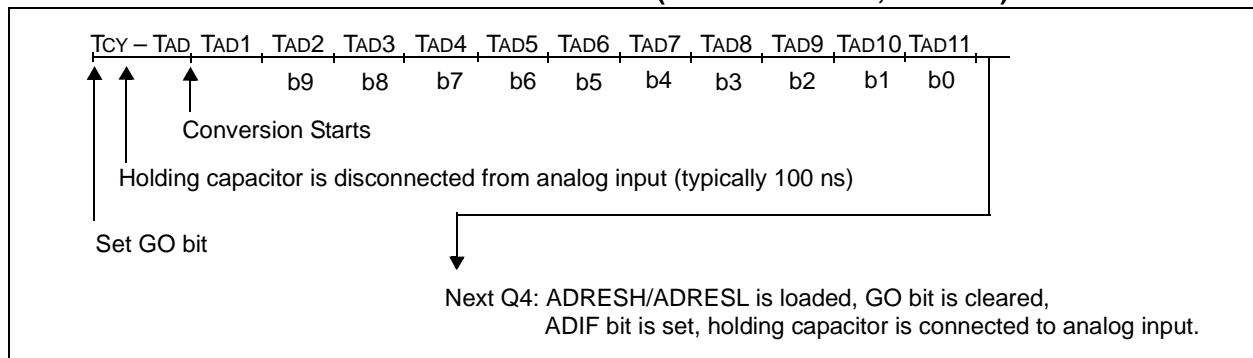 TCY – TAD TAD1 TAD2 TAD3 TAD4 TAD5 TAD6 TAD7 TAD8 TAD9 TAD10 TAD11
b9 b8 b7 b6 b5 b4 b3 b2 b1 b0
Conversion Starts
Holding capacitor is disconnected from analog input (typically 100 ns)
Set GO bit
Next Q4: ADRESH/ADRESL is loaded, GO bit is cleared,
ADIF bit is set, holding capacitor is connected to analog input.